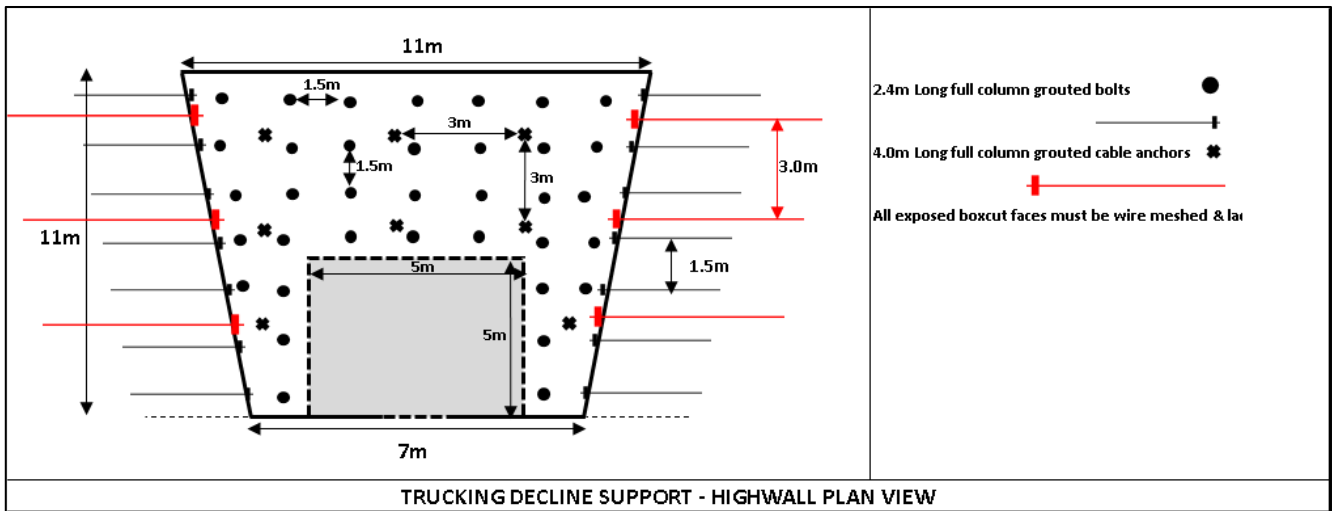 11m
1.5m
3m
1.5m
3m
3.0m
11m
1.5m
5m
5m
7m
2.4m Long full column grouted bolts
4.0m Long full column grouted cable anchors
All exposed boxcut faces must be wire meshed &
TRUCKING DECLINE SUPPORT - HIGHWALL PLAN VIEW